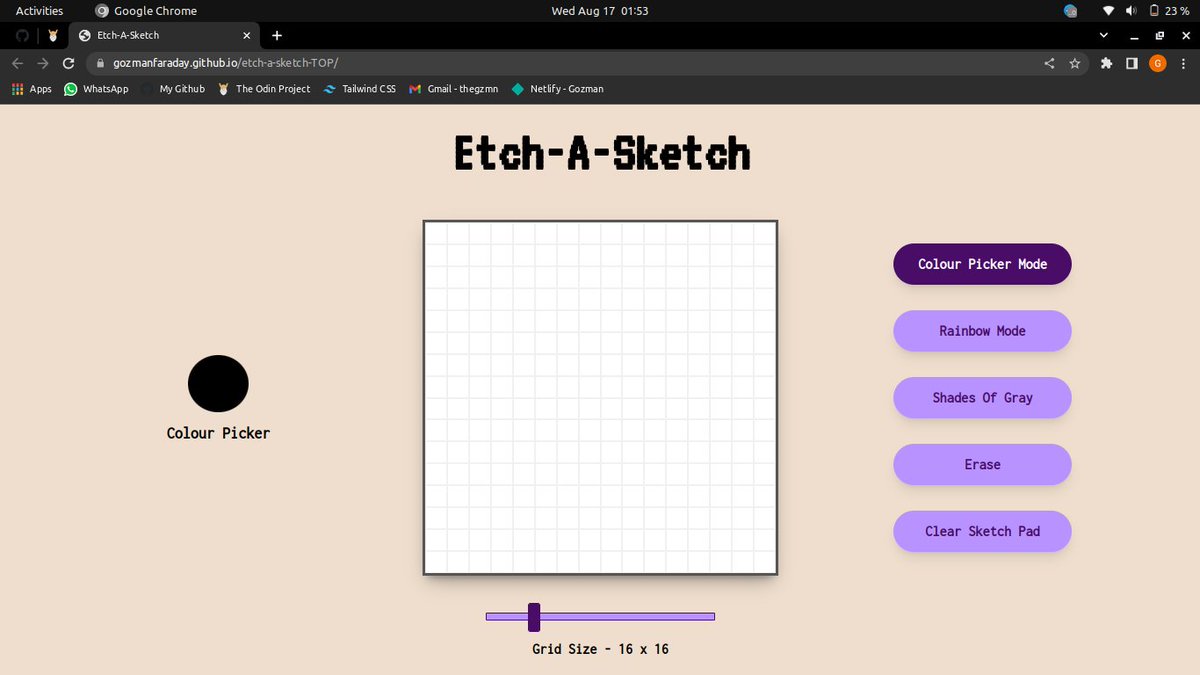 Activities Google Chrome Wed Aug 17 01:53 23 %
Etch-A-Sketch
gozmanfaraday.github.io/etch-a-sketch-TOP/ G
Apps WhatsApp My Github The Odin Project Tailwind CSS Gmail - thegzmn Netlify - Gozman
Etch-A-Sketch
Colour Picker
Colour Picker Mode
Rainbow Mode
Shades Of Gray
Erase
Clear Sketch Pad
Grid Size - 16 x 16